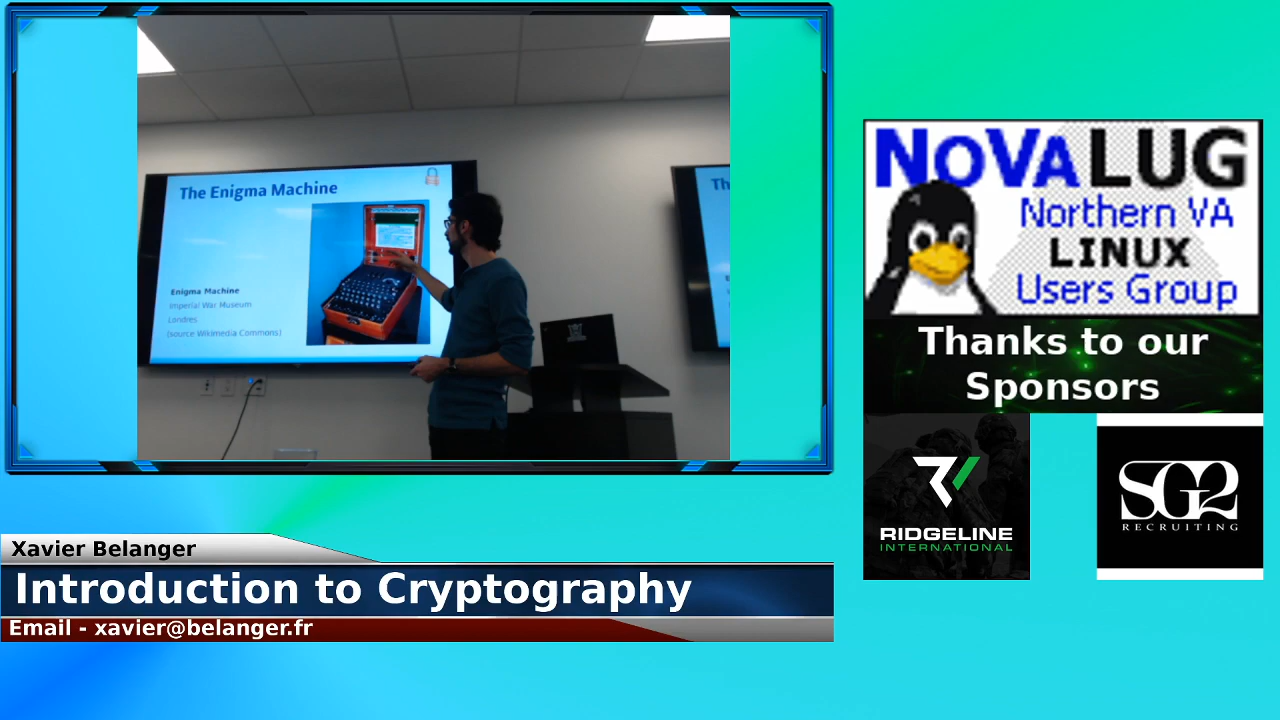 The Enigma Machine
Enigma Machine
Imperial War Museum
Londres
(source Wikimedia Commons)
Th
NOVALUG
Northern VA
LINUX
Users Group
Thanks to our
Sponsors
RIDGELINE
INTERNATIONAL
SG2
RECRUITING
Xavier Belanger
Introduction to Cryptography
Email - xavier@belanger.fr